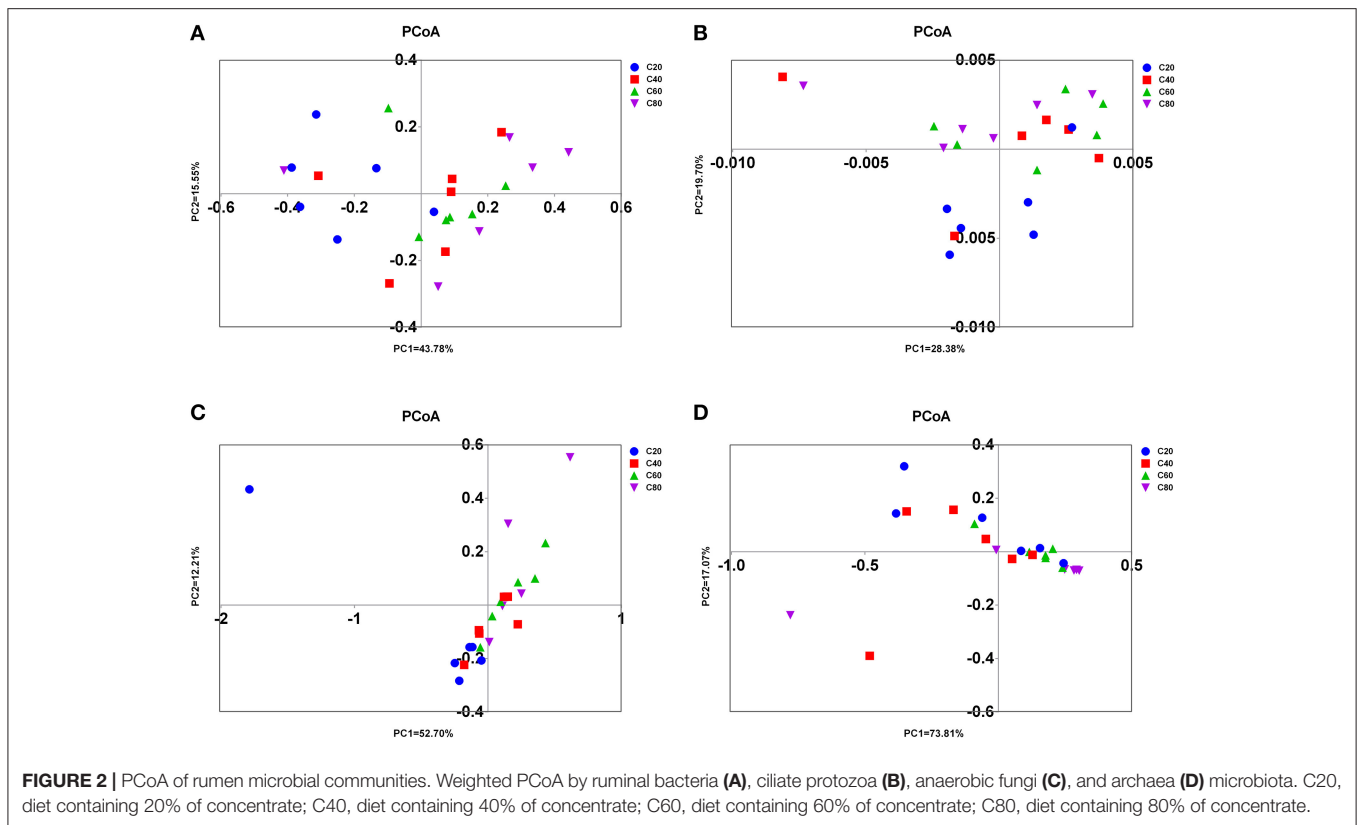 A
PCoA
0.4
0.2
-0.6
-0.4
-0.2
0.2
0.4
0.6
-0.2
-0.4
PC2=15.55%
PC1=43.78%
C20
C40
C60
C80
B
PCoA
0.005
-0.010
-0.005
0.005
0.005
-0.010
PC2=19.70%
PC1=28.38%
C20
C40
C60
C80
C
PCoA
0.6
0.4
0.2
-2
-1
1
-0.2
-0.4
PC2=12.21%
PC1=52.70%
C20
C40
C60
C80
D
PCoA
0.4
0.2
-1.0
-0.5
0.5
-0.2
-0.4
-0.6
PC2=17.07%
PC1=73.81%
C20
C40
C60
C80
FIGURE 2 | PCoA of rumen microbial communities. Weighted PCoA by ruminal bacteria (A), ciliate protozoa (B), anaerobic fungi (C), and archaea (D) microbiota. C20,
diet containing 20% of concentrate; C40, diet containing 40% of concentrate; C60, diet containing 60% of concentrate; C80, diet containing 80% of concentrate.